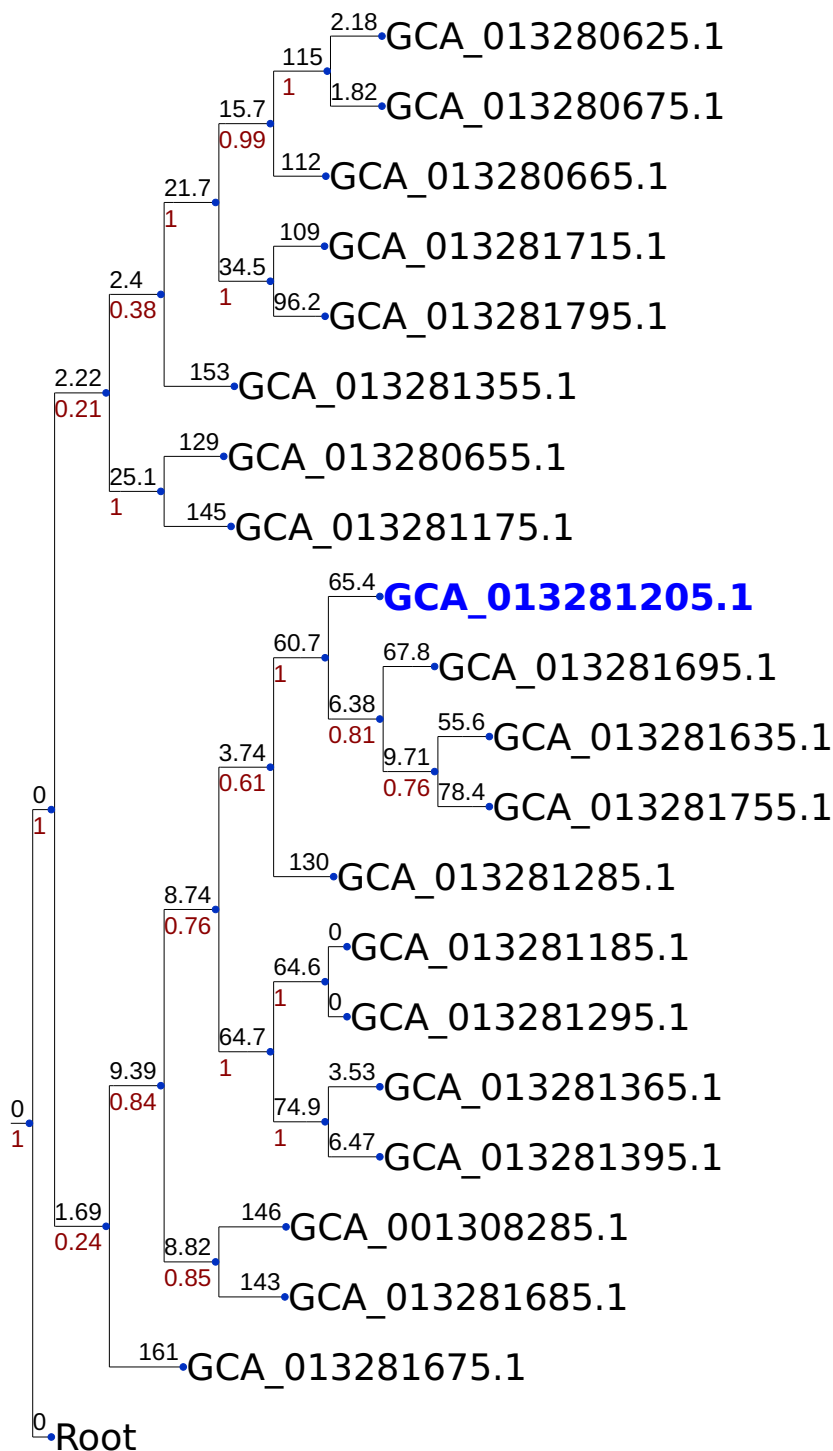 2.18 GCA_013280625.1
115
1
1.82 GCA_013280675.1
15.7
0.99
112 GCA_013280665.1
21.7
1
109 GCA_013281715.1
34.5
1
96.2 GCA_013281795.1
2.4
0.38
153 GCA_013281355.1
2.22
0.21
129 GCA_013280655.1
25.1
1
145 GCA_013281175.1
65.4 GCA_013281205.1
60.7
1
67.8 GCA_013281695.1
6.38
0.81
55.6 GCA_013281635.1
9.71
0.76
78.4 GCA_013281755.1
3.74
0.61
0
1
130 GCA_013281285.1
8.74
0.76
0 GCA_013281185.1
64.6
1
0 GCA_013281295.1
64.7
1
3.53 GCA_013281365.1
9.39
0.84
74.9
1
0
1
6.47 GCA_013281395.1
1.69
0.24
146 GCA_001308285.1
8.82
0.85
143 GCA_013281685.1
161 GCA_013281675.1
0 Root